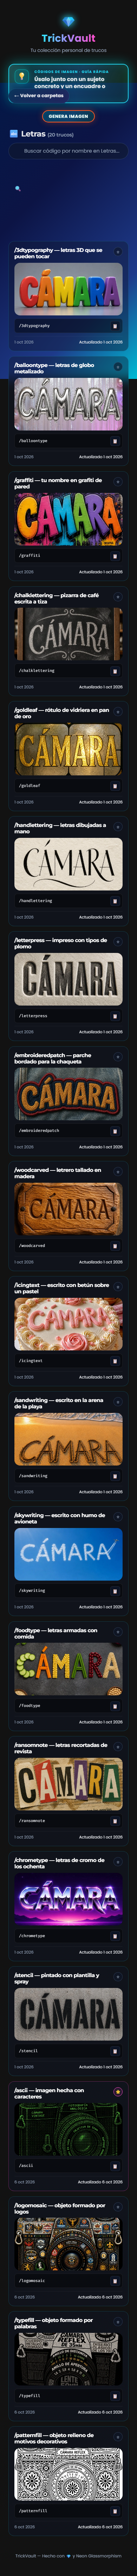 TrickVault
Tu colección personal de trucos
CÓDIGOS DE IMAGEN · GUÍA RÁPIDA
Úsalo junto con un sujeto
concreto y un encuadre o
← Volver a carpetas
GENERA IMAGEN
Letras (20 trucos)
Buscar código por nombre en Letras...
/3dtypography — letras 3D que se
pueden tocar
CÁMARA
/3dtypography
1 oct 2026
Actualizado 1 oct 2026
/balloontype — letras de globo
metalizado
CÁMARA
/balloontype
1 oct 2026
Actualizado 1 oct 2026
/graffiti — tu nombre en grafiti de
pared
CÁMARA
/graffiti
1 oct 2026
Actualizado 1 oct 2026
/chalklettering — pizarra de café
escrita a tiza
CÁMARA
/chalklettering
1 oct 2026
Actualizado 1 oct 2026
/goldleaf — rótulo de vidriera en pan
de oro
CÁMARA
/goldleaf
1 oct 2026
Actualizado 1 oct 2026
/handlettering — letras dibujadas a
mano
CÁMARA
/handlettering
1 oct 2026
Actualizado 1 oct 2026
/letterpress — impreso con tipos de
plomo
CÁMARA
/letterpress
1 oct 2026
Actualizado 1 oct 2026
/embroideredpatch — parche
bordado para la chaqueta
CÁMARA
/embroideredpatch
1 oct 2026
Actualizado 1 oct 2026
/woodcarved — letrero tallado en
madera
CÁMARA
/woodcarved
1 oct 2026
Actualizado 1 oct 2026
/icingtext — escrito con betún sobre
un pastel
CÁMARA
/icingtext
1 oct 2026
Actualizado 1 oct 2026
/sandwriting — escrito en la arena
de la playa
CÁMARA
/sandwriting
1 oct 2026
Actualizado 1 oct 2026
/skywriting — escrito con humo de
avioneta
CÁMARA
/skywriting
1 oct 2026
Actualizado 1 oct 2026
/foodtype — letras armadas con
comida
CÁMARA
/foodtype
1 oct 2026
Actualizado 1 oct 2026
/ransomnote — letras recortadas de
revista
CÁMARA
/ransomnote
1 oct 2026
Actualizado 1 oct 2026
/chrometype — letras de cromo de
los ochenta
CÁMARA
/chrometype
1 oct 2026
Actualizado 1 oct 2026
/stencil — pintado con plantilla y
spray
CÁMARA
/stencil
1 oct 2026
Actualizado 1 oct 2026
/ascii — imagen hecha con
caracteres
/ascii
6 oct 2026
Actualizado 6 oct 2026
/logomosaic — objeto formado por
logos
/logomosaic
6 oct 2026
Actualizado 6 oct 2026
/typefill — objeto formado por
palabras
REFLEX
/typefill
6 oct 2026
Actualizado 6 oct 2026
/patternfill — objeto relleno de
motivos decorativos
CÁMARA RÉFLEX
/patternfill
6 oct 2026
Actualizado 6 oct 2026
TrickVault — Hecho con 💎 y Neon Glassmorphism